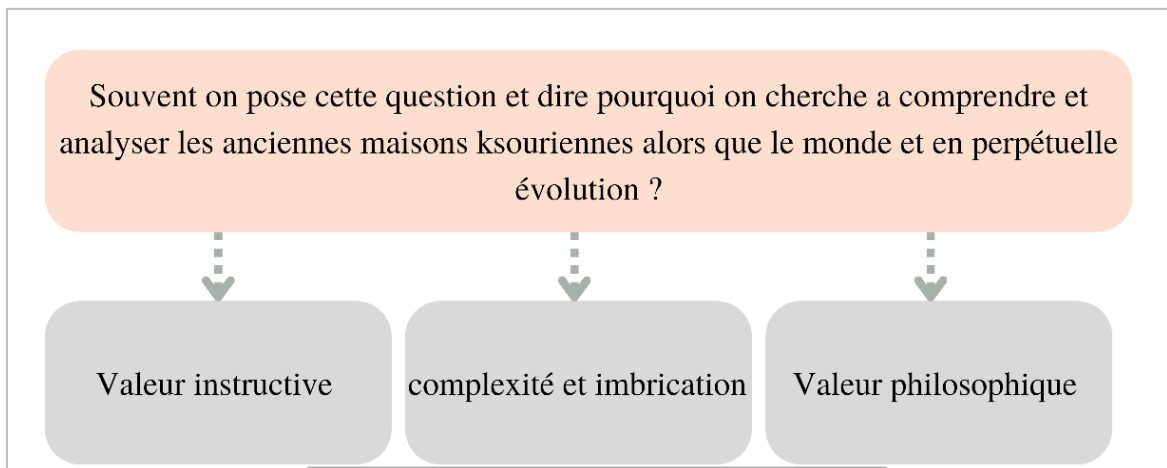 Souvent on pose cette question et dire pourquoi on cherche a comprendre et
analyser les anciennes maisons ksouriennes alors que le monde et en perpétuelle
évolution ?
Valeur instructive
complexité et imbrication
Valeur philosophique